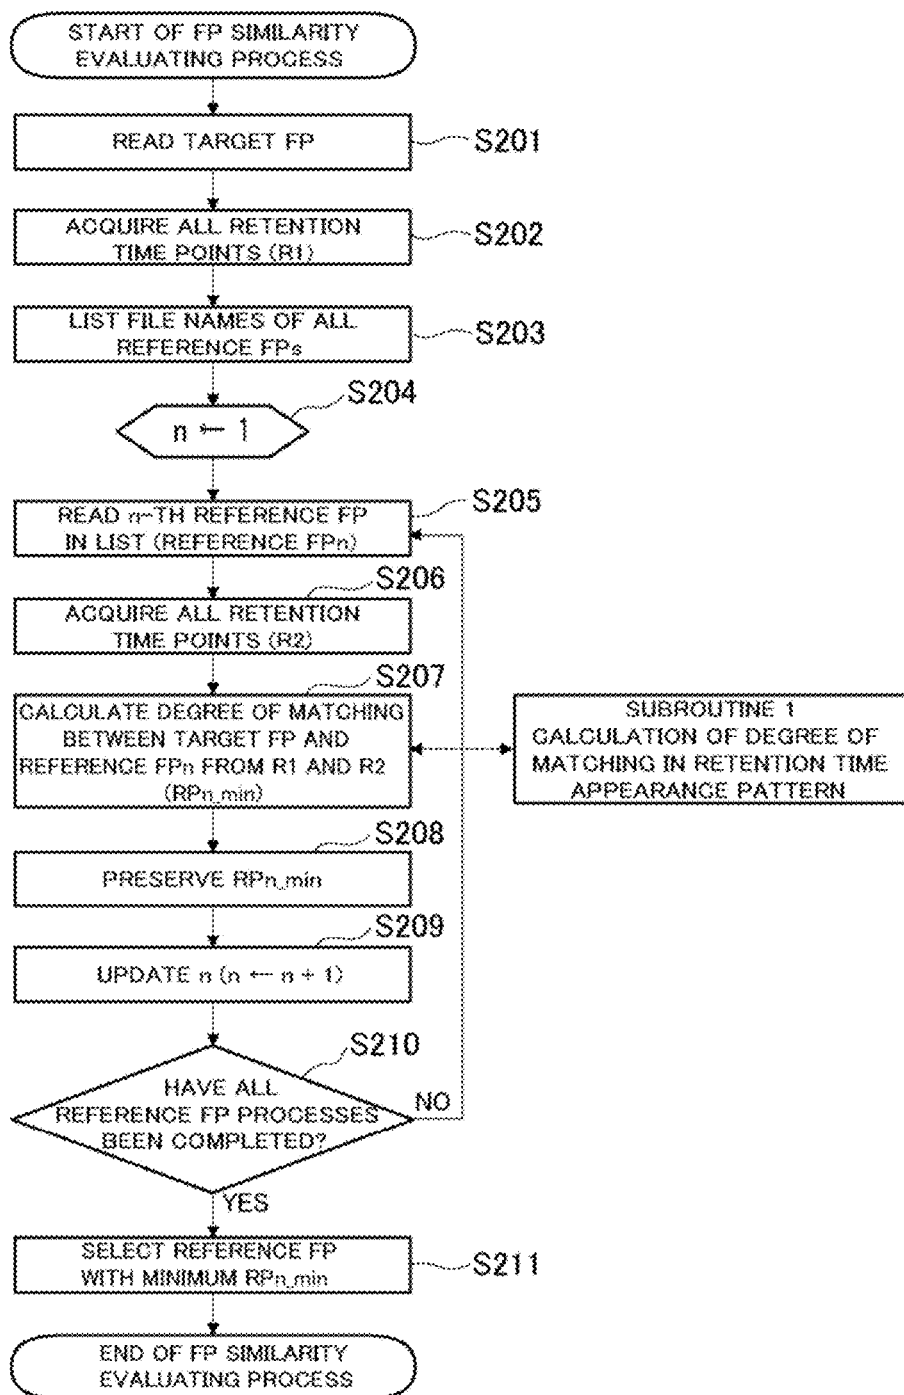 START OF FP SIMILARITY
EVALUATING PROCESS
READ TARGET FP
S201
ACQUIRE ALL RETENTION
TIME POINTS (R1)
S202
LIST FILE NAMES OF ALL
REFERENCE FPs
S203
S204
n ← 1
S205
READ n-TH REFERENCE FP
IN LIST (REFERENCE FPn)
S206
ACQUIRE ALL RETENTION
TIME POINTS (R2)
S207
CALCULATE DEGREE OF MATCHING
BETWEEN TARGET FP AND
REFERENCE FPn FROM R1 AND R2
(RPn_min)
SUBROUTINE 1
CALCULATION OF DEGREE OF
MATCHING IN RETENTION TIME
APPEARANCE PATTERN
S208
PRESERVE RPn_min
S209
UPDATE n (n ← n + 1)
S210
HAVE ALL
REFERENCE FP PROCESSES
BEEN COMPLETED?
NO
YES
SELECT REFERENCE FP
WITH MINIMUM RPn_min
S211
END OF FP SIMILARITY
EVALUATING PROCESS